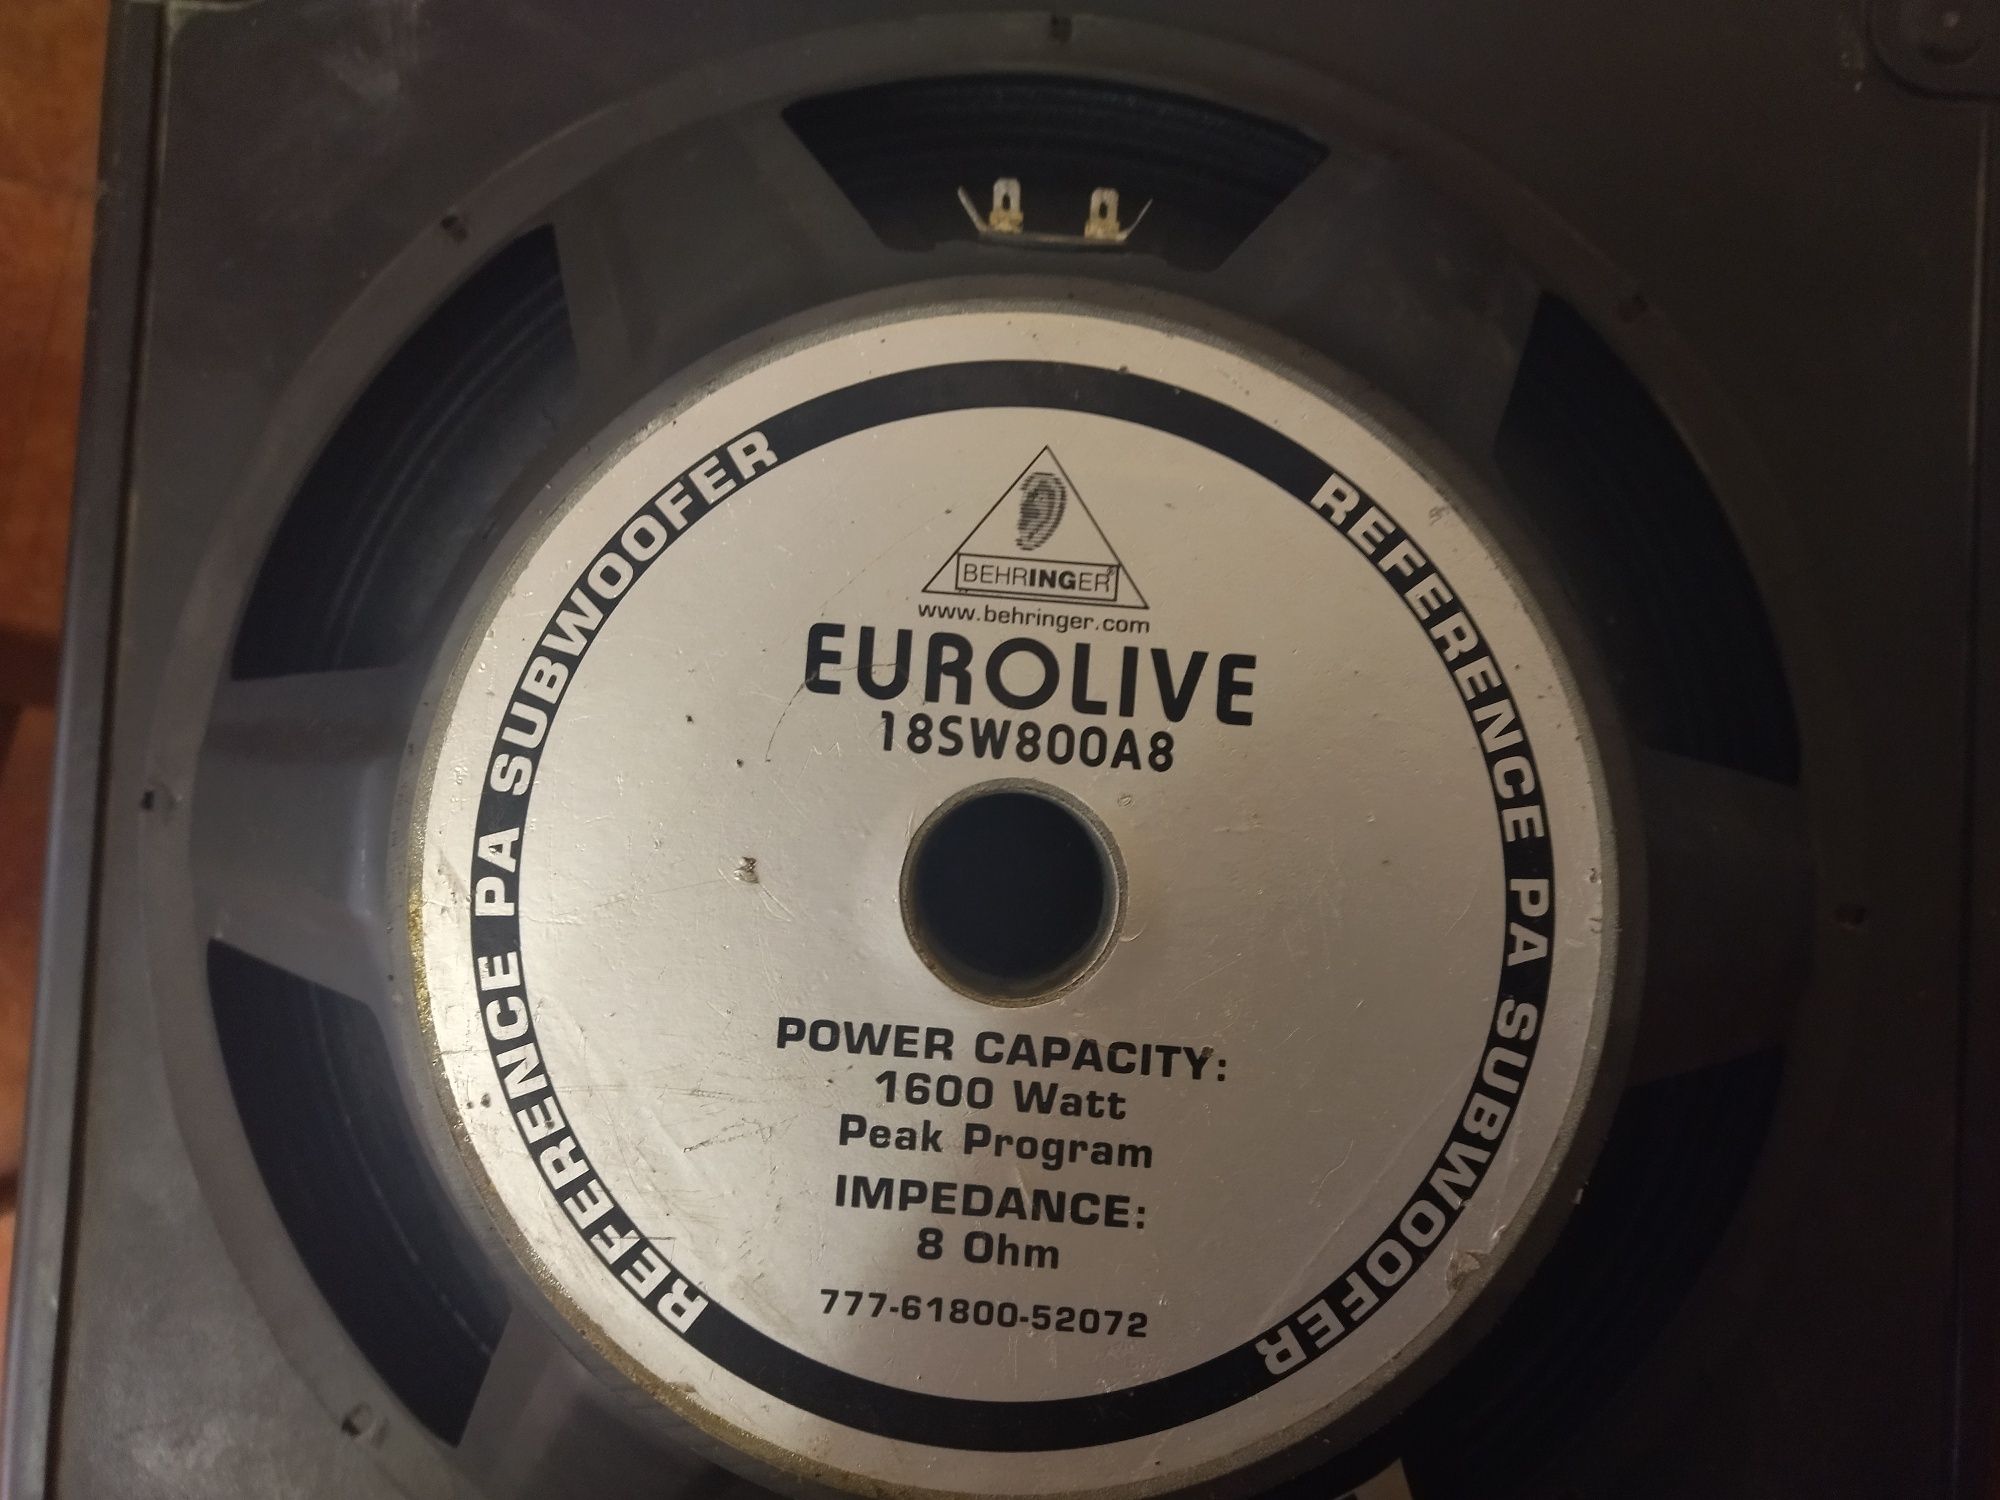 BEHRINGER®
www.behringer.com
EUROLIVE
18SW800A8
POWER CAPACITY:
1600 Watt
Peak Program
IMPEDANCE:
8 Ohm
777-61800-52072
REFERENCE PA SUBWOOFER
REFERENCE PA SUBWOOFER